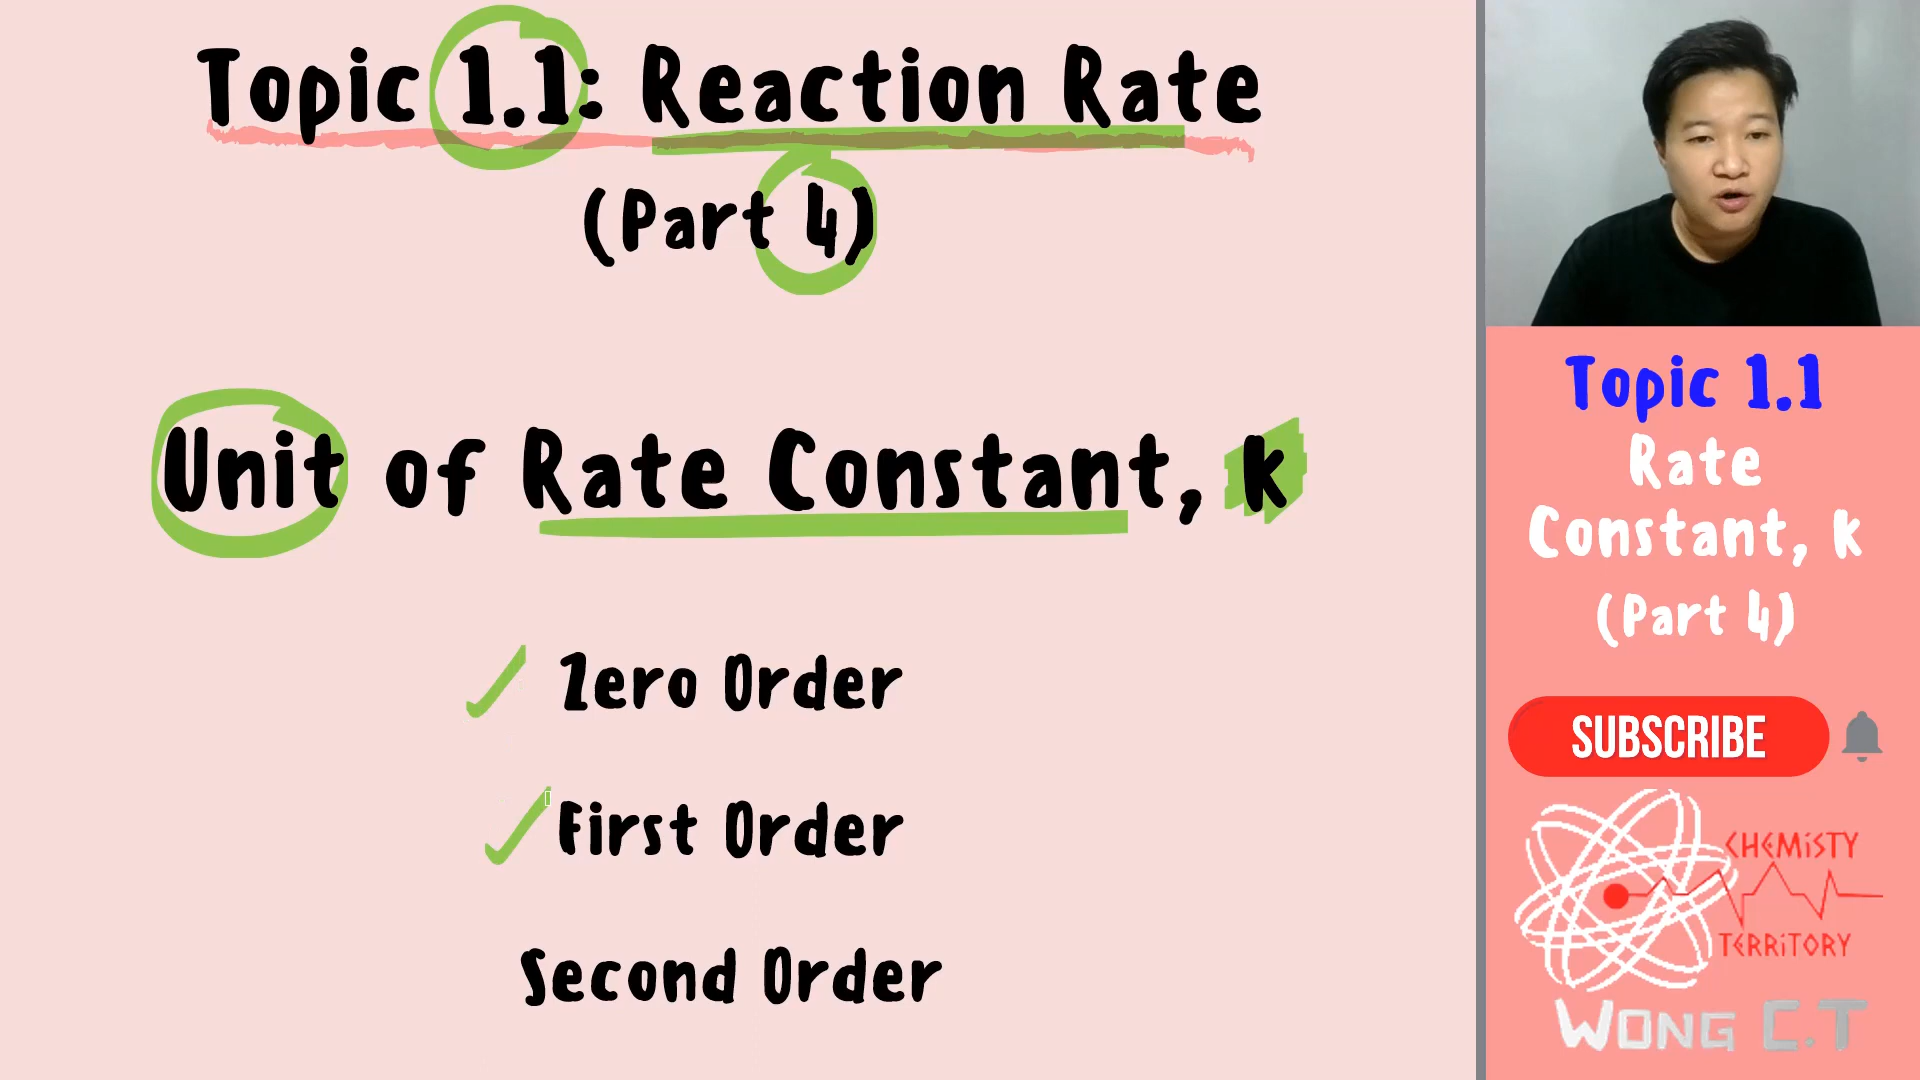 Topic 1.1: Reaction Rate
(Part 4)
Unit of Rate Constant, k
Zero Order
First Order
Second Order
Topic 1.1
Rate
Constant, k
(Part 4)
SUBSCRIBE
CHEMiSTY
TERRiTORY
WONG C.T